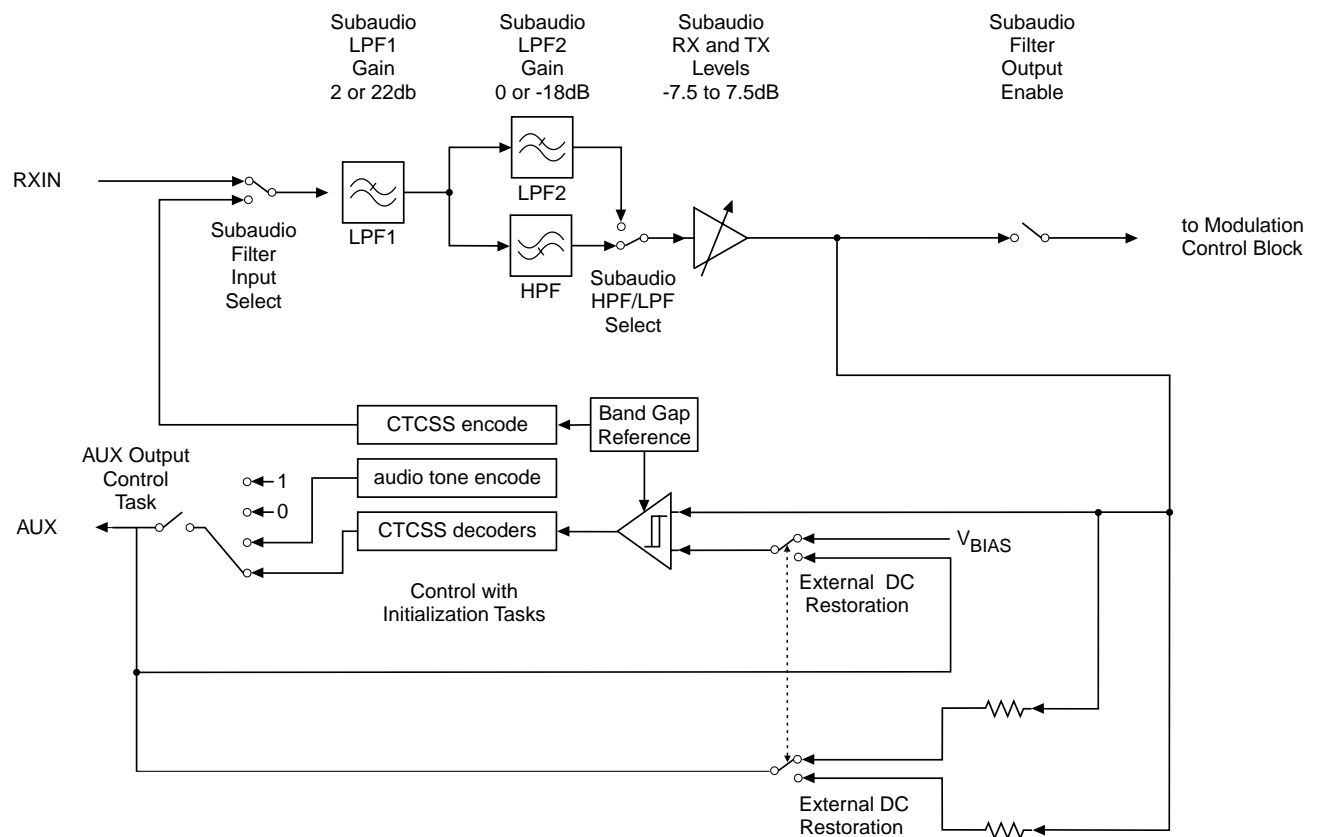 Subaudio
LPF1
Gain
2 or 22db
Subaudio
LPF2
Gain
0 or -18dB
Subaudio
RX and TX
Levels
-7.5 to 7.5dB
Subaudio
Filter
Output
Enable
RXIN
Subaudio
Filter
Input
Select
LPF1
LPF2
HPF
Subaudio
HPF/LPF
Select
to Modulation
Control Block
CTCSS encode
Band Gap
Reference
AUX Output
Control
Task
1
audio tone encode
0
AUX
CTCSS decoders
VBIAS
Control with
Initialization Tasks
External DC
Restoration
External DC
Restoration